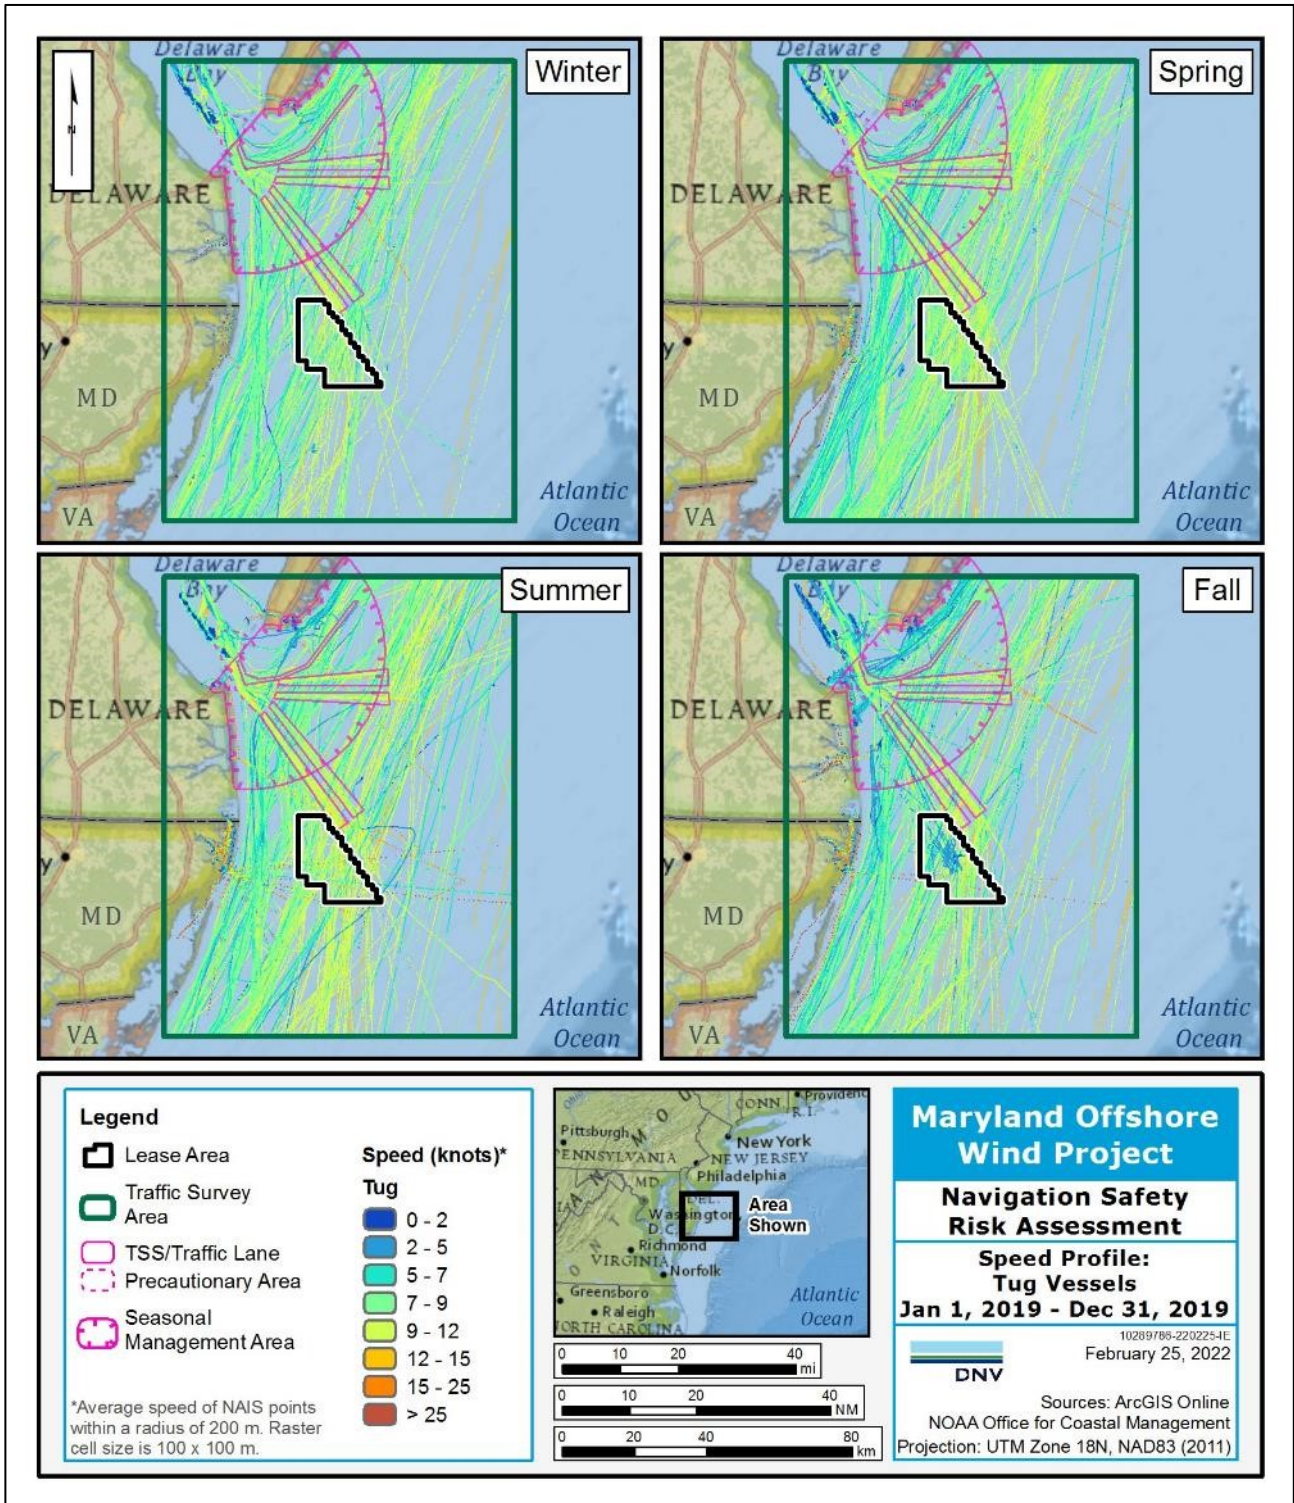 Delaware
Bay
Winter
N
DELAWARE
y
MD
VA
Atlantic
Ocean
Delaware
Bay
Spring
DELAWARE
y
MD
VA
Atlantic
Ocean
Delaware
Bay
Summer
DELAWARE
y
MD
VA
Atlantic
Ocean
Delaware
Bay
Fall
DELAWARE
y
MD
VA
Atlantic
Ocean
Legend
Lease Area
Traffic Survey
Area
TSS/Traffic Lane
Precautionary Area
Seasonal
Management Area
*Average speed of NAIS points
within a radius of 200 m. Raster
cell size is 100 x 100 m.
Speed (knots)*
Tug
0 - 2
2 - 5
5 - 7
7 - 9
9 - 12
12 - 15
15 - 25
> 25
CONN
Providenc
R.I.
Pittsburgh
New York
ENNSYLVANIA
NEW JERSEY
Philadelphia
MD
DEL.
Washington
D.C.
Area
Shown
Richmond
VIRGINIA
Norfolk
Greensboro
Raleigh
NORTH CAROLINA
Atlantic
Ocean
0 10 20 40
mi
0 10 20 40
NM
0 20 40 80
km
Maryland Offshore
Wind Project
Navigation Safety
Risk Assessment
Speed Profile:
Tug Vessels
Jan 1, 2019 - Dec 31, 2019
DNV
February 25, 2022
Sources: ArcGIS Online
NOAA Office for Coastal Management
Projection: UTM Zone 18N, NAD83 (2011)